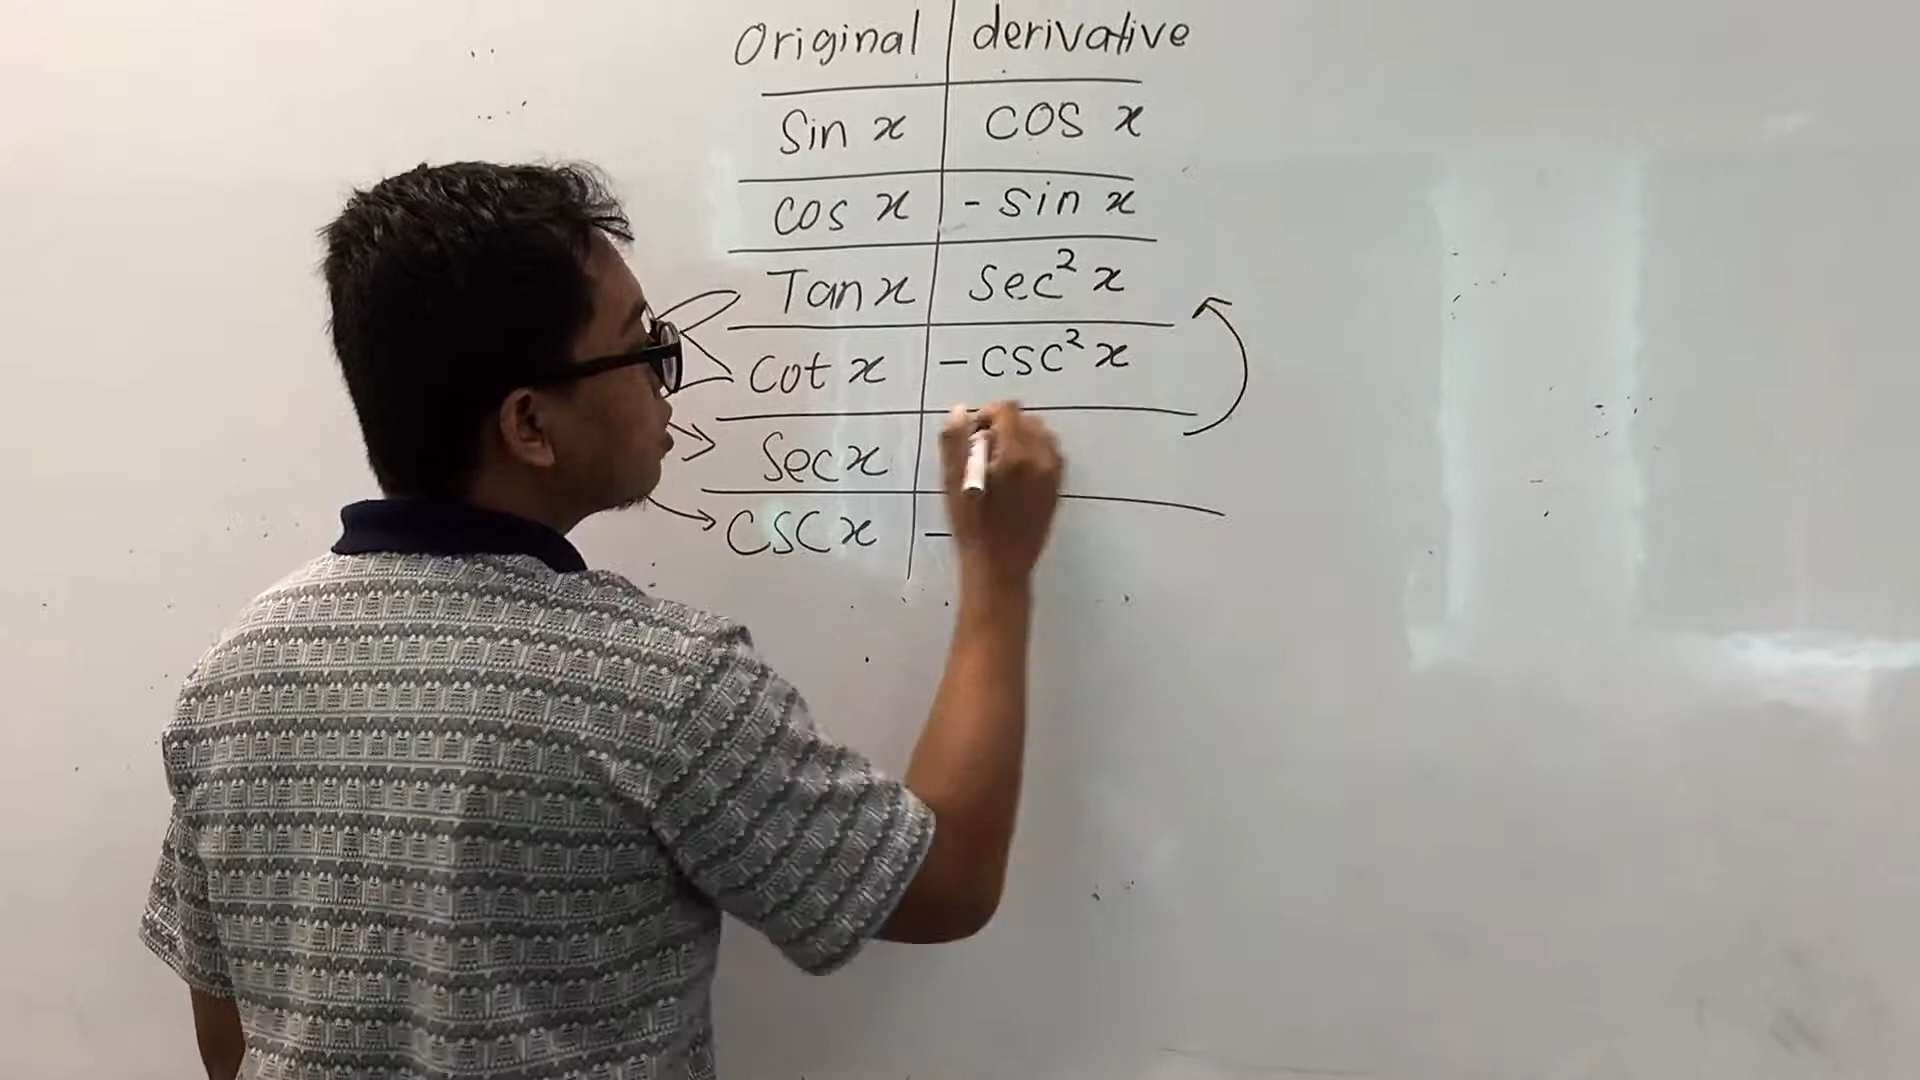 Original derivative
Sin x cos x
cos x - sin x
Tan x Sec² x
Cot x - csc² x
Sec x
CSC x -